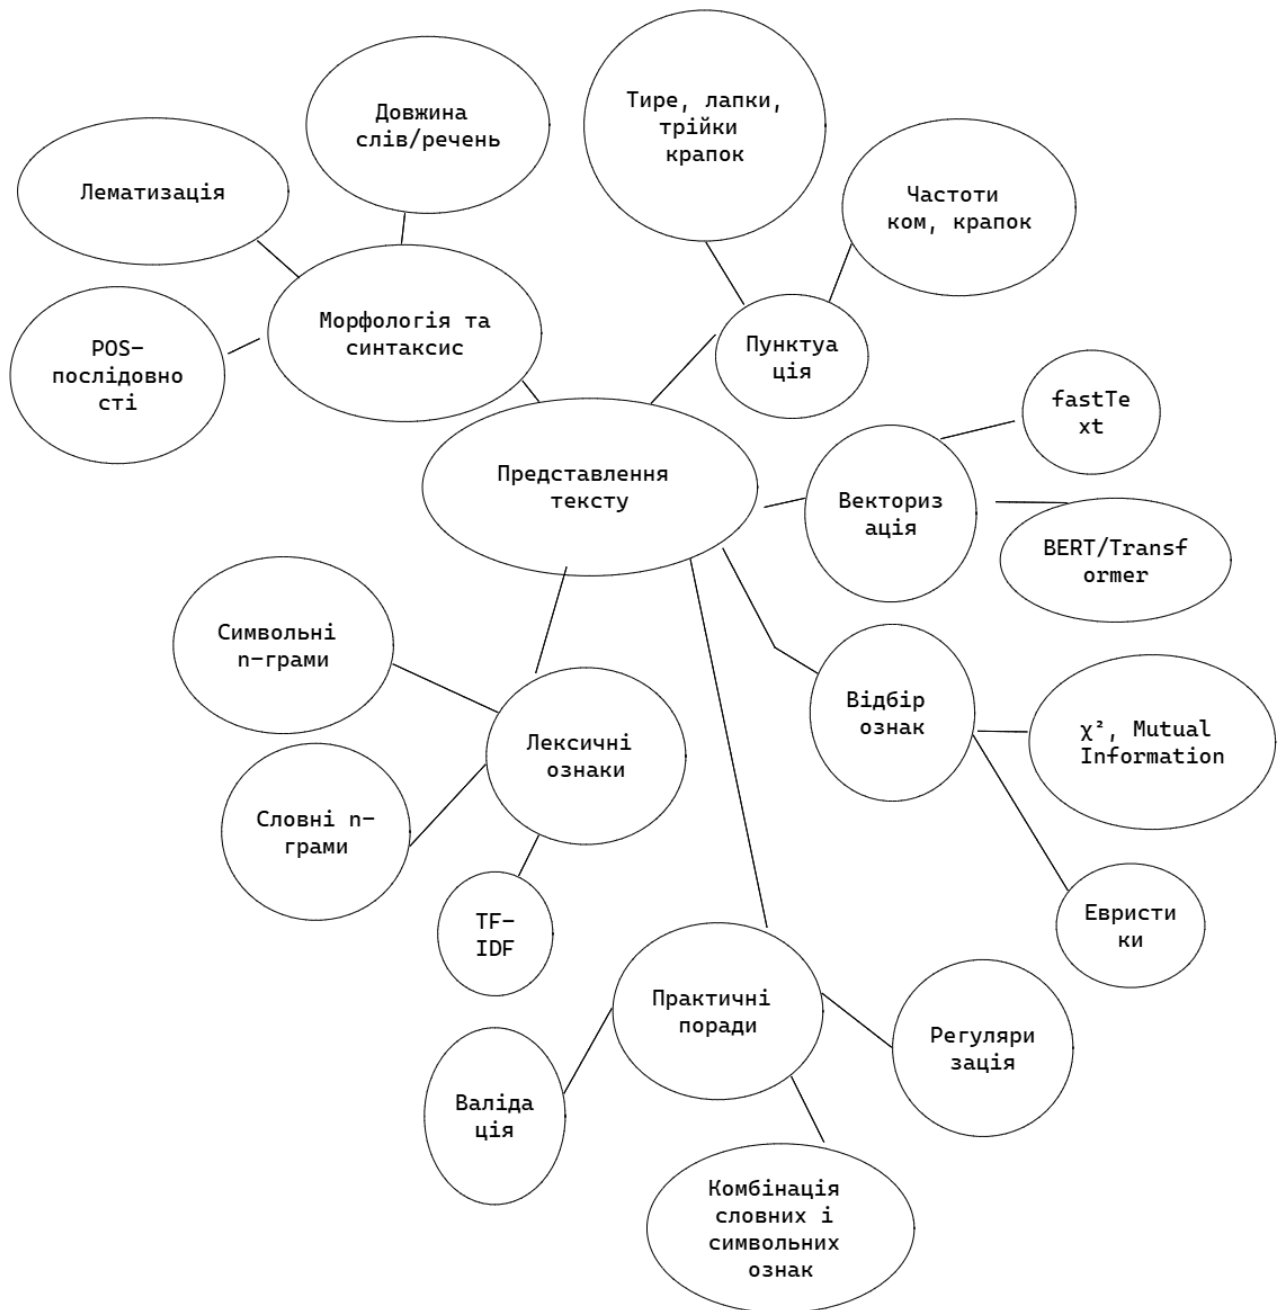 Тире, лапки,
трійки
крапок
Довжина
слів/речень
Лематизація
Частоти
ком, крапок
Морфологія та
синтаксис
POS-
послідовно
сті
Пунктуа
ція
fastTe
xt
Представлення
тексту
Векториз
ація
BERT/Transf
ormer
Символьні
n-грами
Відбір
ознак
χ², Mutual
Information
Лексичні
ознаки
Словні n-
грами
TF-
IDF
Евристи
ки
Практичні
поради
Регуляри
зація
Валіда
ція
Комбінація
словних і
символьних
ознак